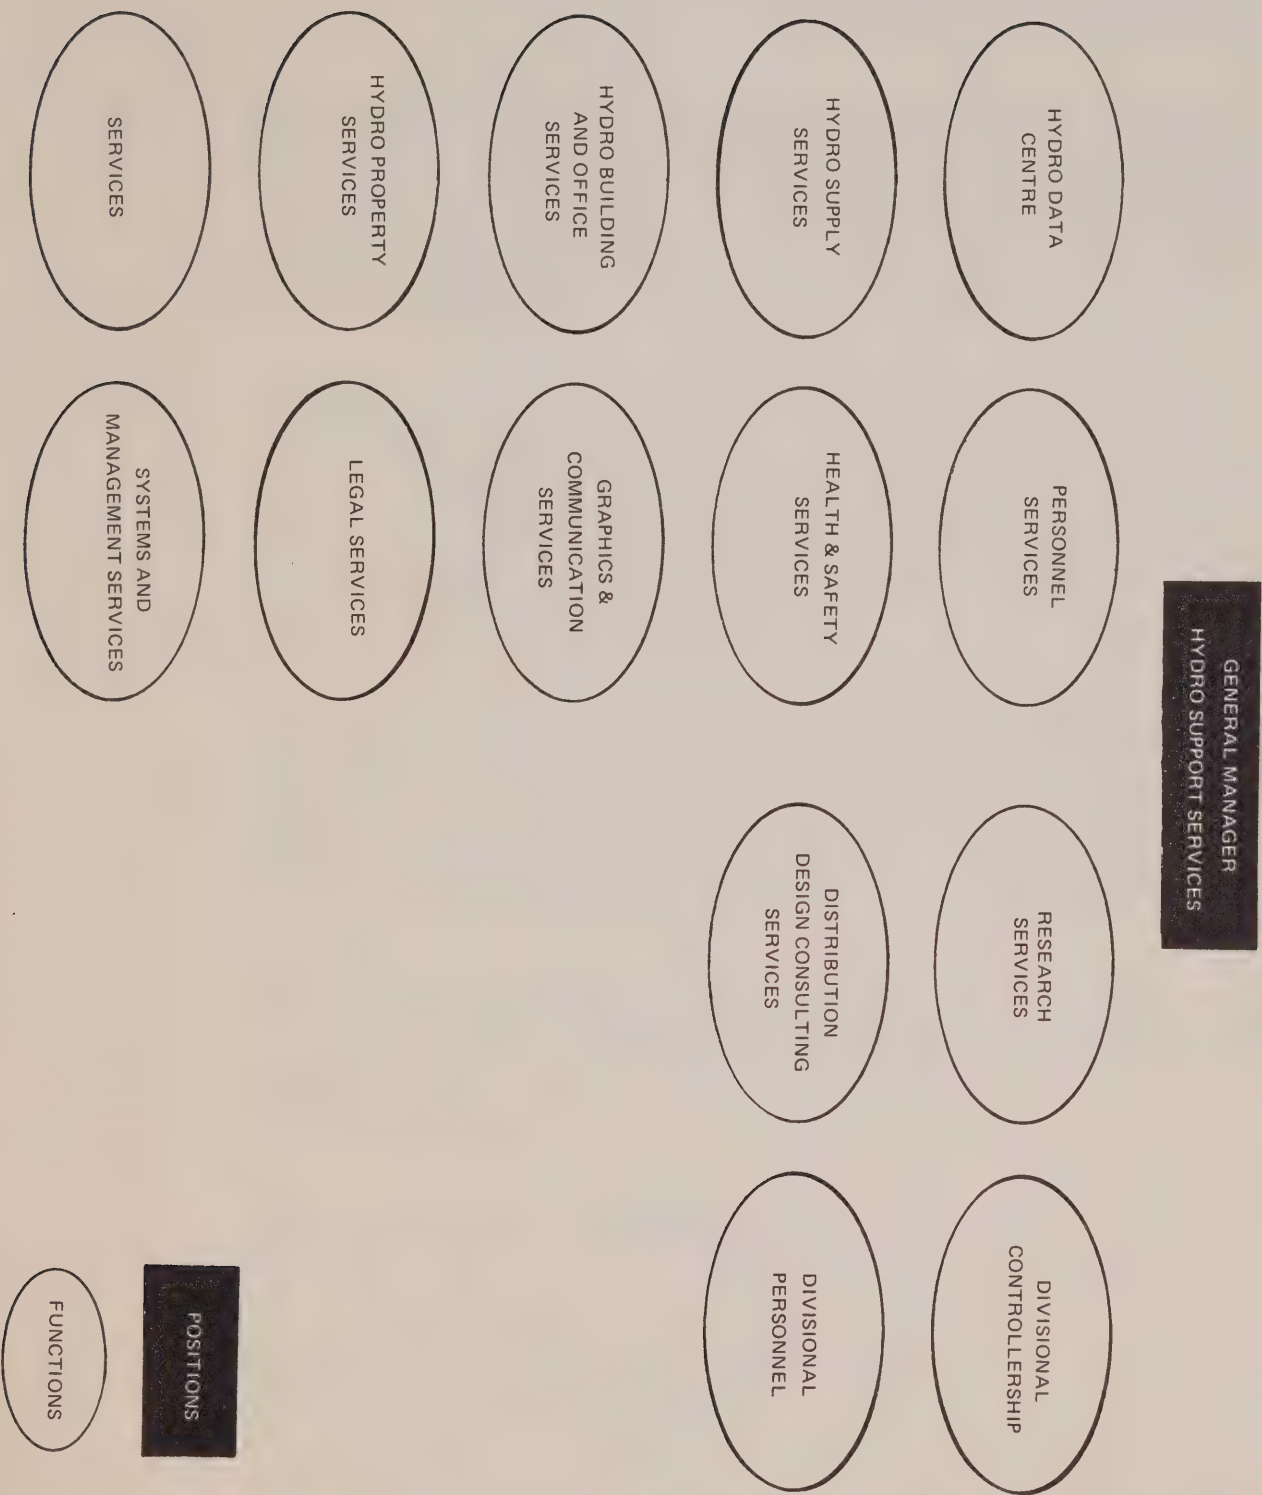 GENERAL MANAGER
HYDRO SUPPORT SERVICES
HYDRO DATA
CENTRE
PERSONNEL
SERVICES
RESEARCH
SERVICES
DIVISIONAL
CONTROLLERSHIP
HYDRO SUPPLY
SERVICES
HEALTH & SAFETY
SERVICES
DISTRIBUTION
DESIGN CONSULTING
SERVICES
DIVISIONAL
PERSONNEL
HYDRO BUILDING
AND OFFICE
SERVICES
GRAPHICS &
COMMUNICATION
SERVICES
HYDRO PROPERTY
SERVICES
LEGAL SERVICES
SERVICES
SYSTEMS AND
MANAGEMENT SERVICES
POSITIONS
FUNCTIONS